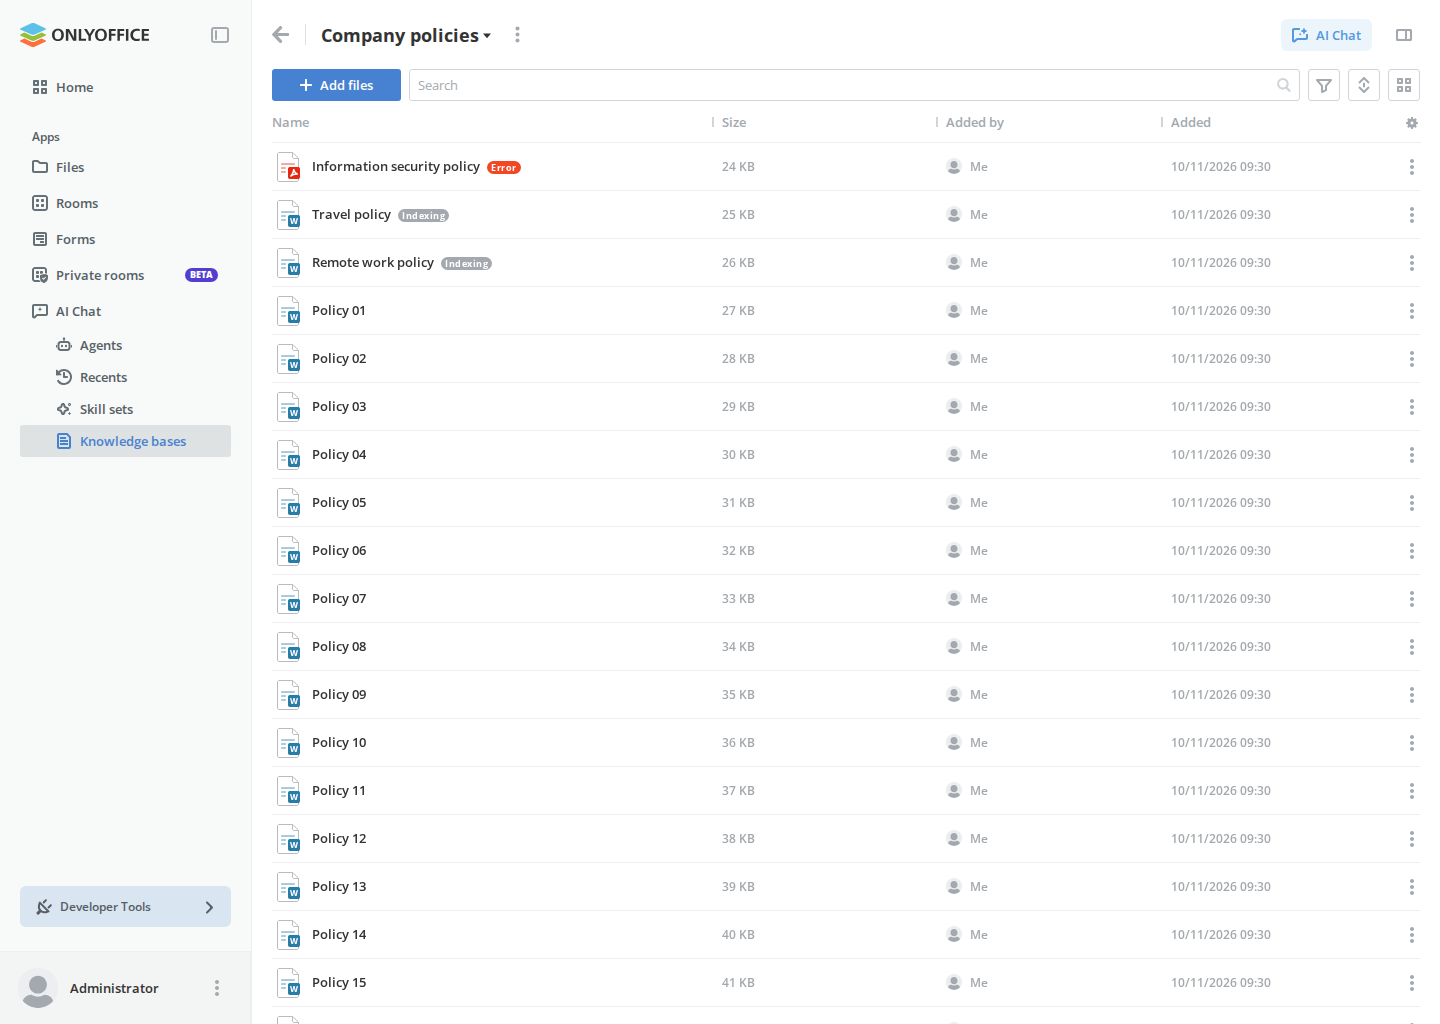 ONLYOFFICE
Home
Apps
Files
Rooms
Forms
Private rooms BETA
AI Chat
Agents
Recents
Skill sets
Knowledge bases
Developer Tools
Administrator
Company policies
AI Chat
Add files
Search
Name Size Added by Added
Information security policy Error 24 KB Me 10/11/2026 09:30
Travel policy Indexing 25 KB Me 10/11/2026 09:30
Remote work policy Indexing 26 KB Me 10/11/2026 09:30
Policy 01 27 KB Me 10/11/2026 09:30
Policy 02 28 KB Me 10/11/2026 09:30
Policy 03 29 KB Me 10/11/2026 09:30
Policy 04 30 KB Me 10/11/2026 09:30
Policy 05 31 KB Me 10/11/2026 09:30
Policy 06 32 KB Me 10/11/2026 09:30
Policy 07 33 KB Me 10/11/2026 09:30
Policy 08 34 KB Me 10/11/2026 09:30
Policy 09 35 KB Me 10/11/2026 09:30
Policy 10 36 KB Me 10/11/2026 09:30
Policy 11 37 KB Me 10/11/2026 09:30
Policy 12 38 KB Me 10/11/2026 09:30
Policy 13 39 KB Me 10/11/2026 09:30
Policy 14 40 KB Me 10/11/2026 09:30
Policy 15 41 KB Me 10/11/2026 09:30